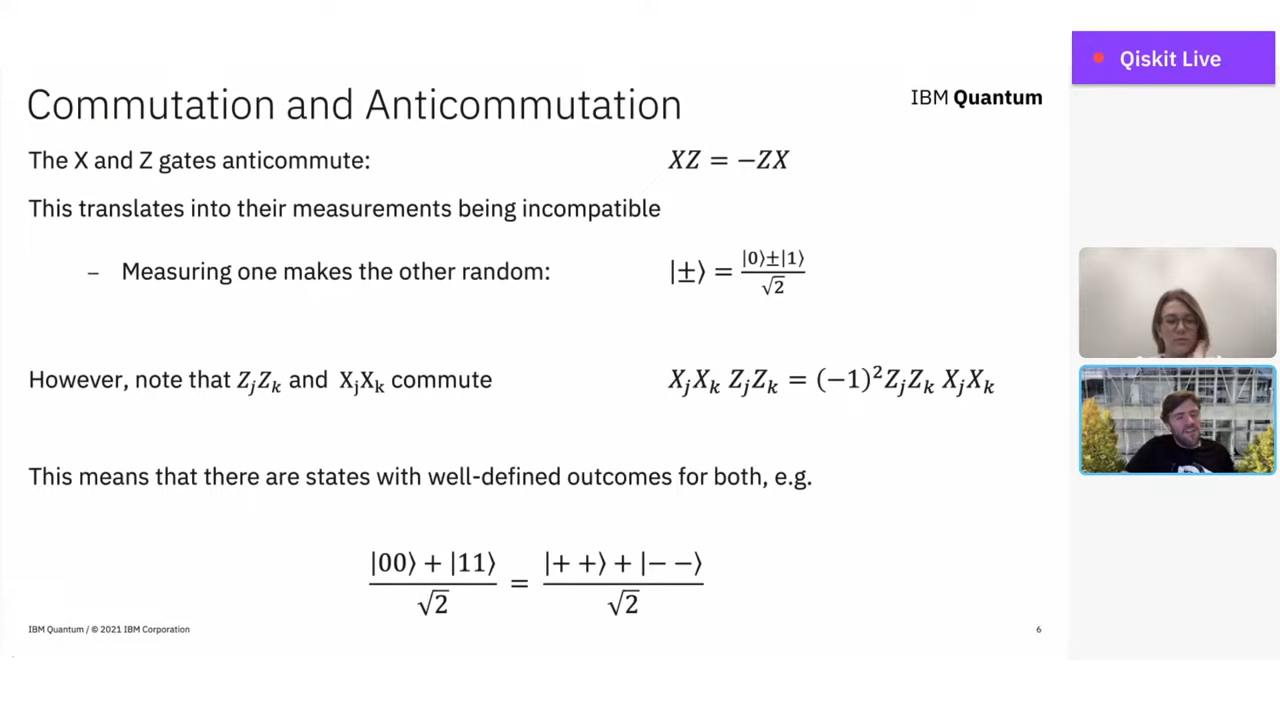 Qiskit Live
Commutation and Anticommutation
IBM Quantum
The X and Z gates anticommute:
XZ = −ZX
This translates into their measurements being incompatible
– Measuring one makes the other random:
|±⟩ = |0⟩±|1⟩ / √2
However, note that ZⱼZₖ and XⱼXₖ commute
XⱼXₖ ZⱼZₖ = (−1)²ZⱼZₖ XⱼXₖ
This means that there are states with well-defined outcomes for both, e.g.
|00⟩ + |11⟩ / √2 = |+ +⟩ + |− −⟩ / √2
IBM Quantum / © 2021 IBM Corporation
6